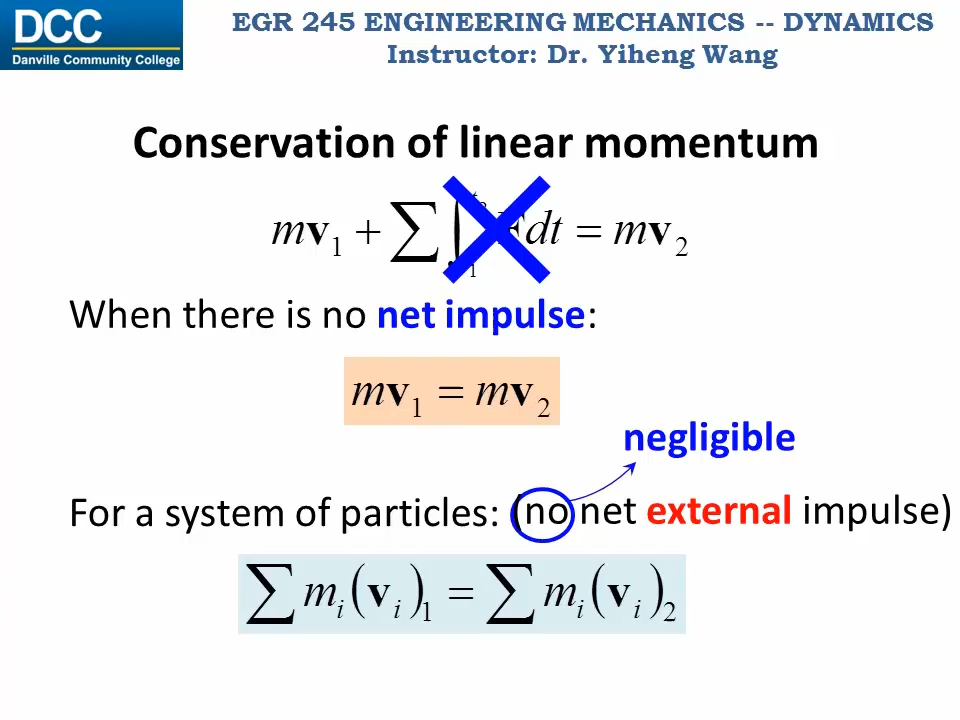 DCC
Danville Community College
EGR 245 ENGINEERING MECHANICS -- DYNAMICS
Instructor: Dr. Yiheng Wang
Conservation of linear momentum
mv₁ + ∑ ∫ F dt = mv₂
When there is no net impulse:
mv₁ = mv₂
negligible
For a system of particles: (no net external impulse)
∑ mᵢ(vᵢ)₁ = ∑ mᵢ(vᵢ)₂